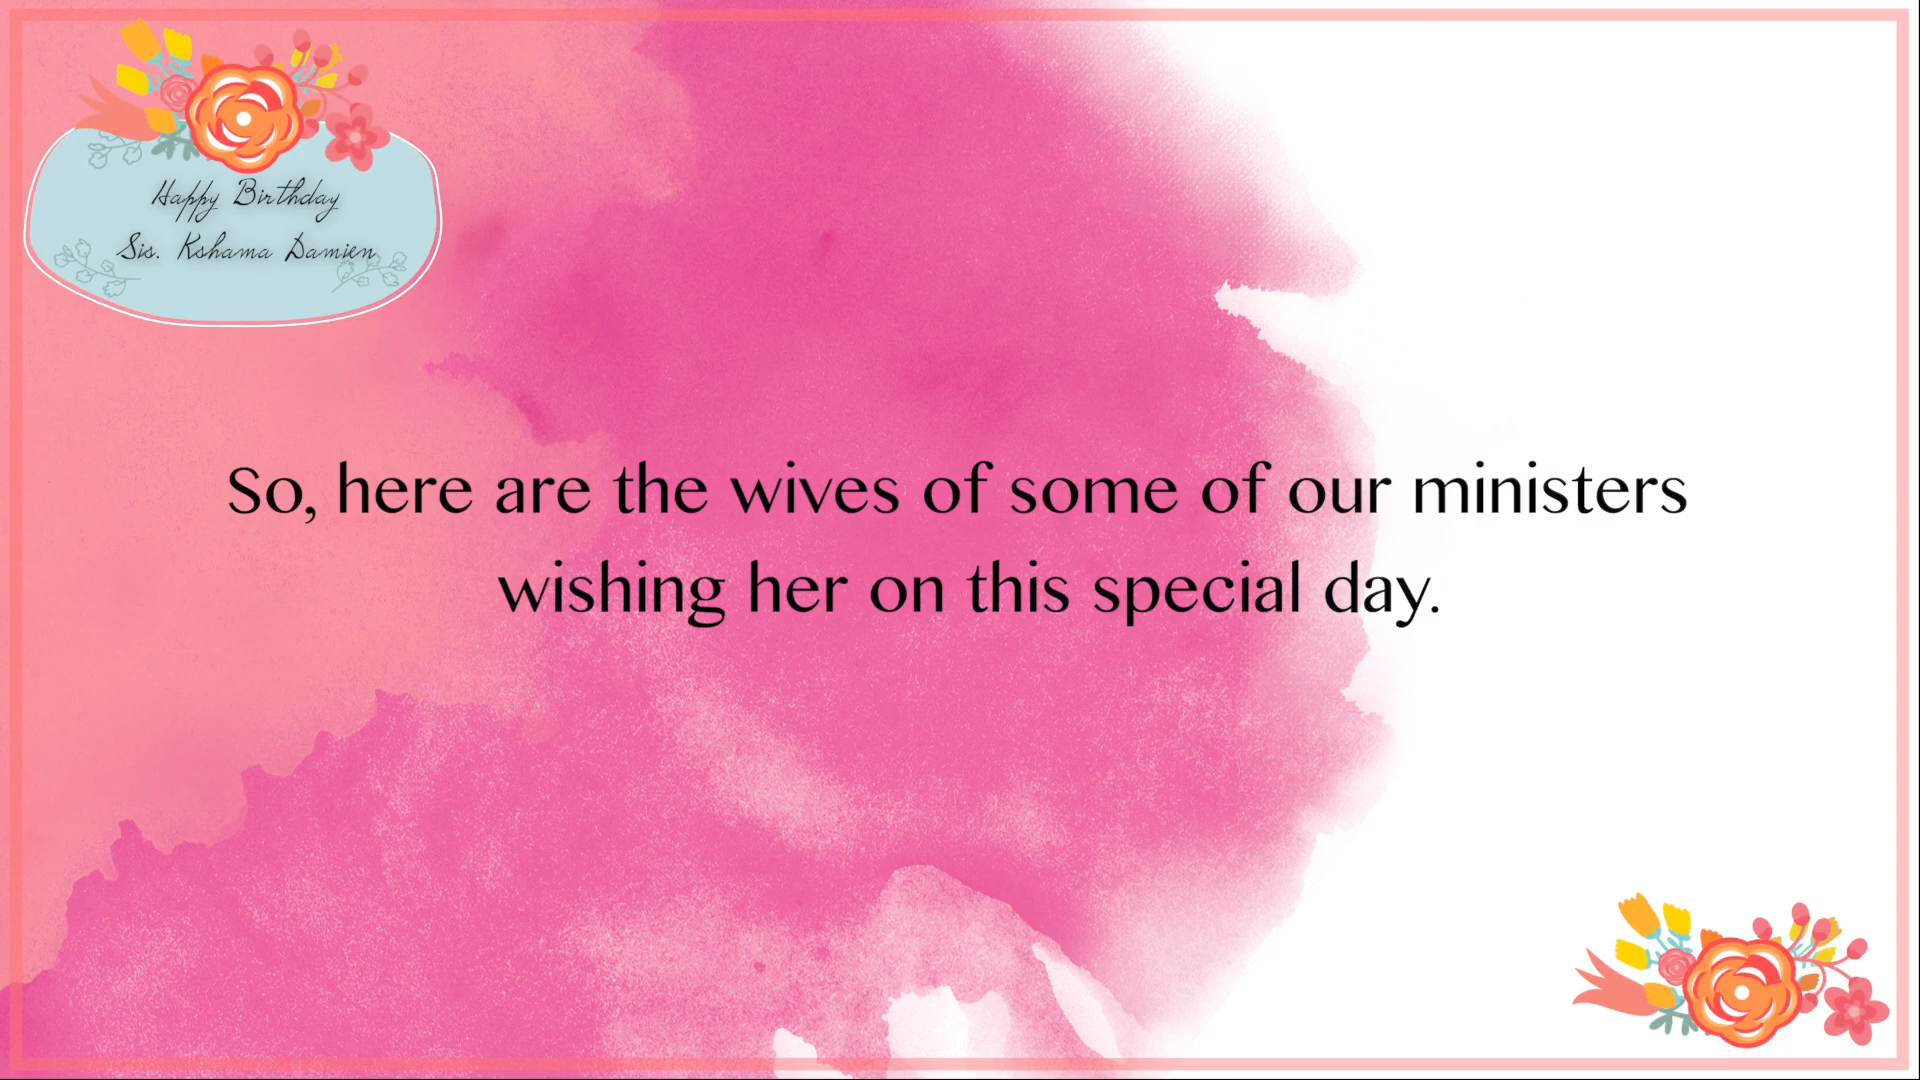 Happy Birthday
Sis. Kshama Damien
So, here are the wives of some of our ministers
wishing her on this special day.